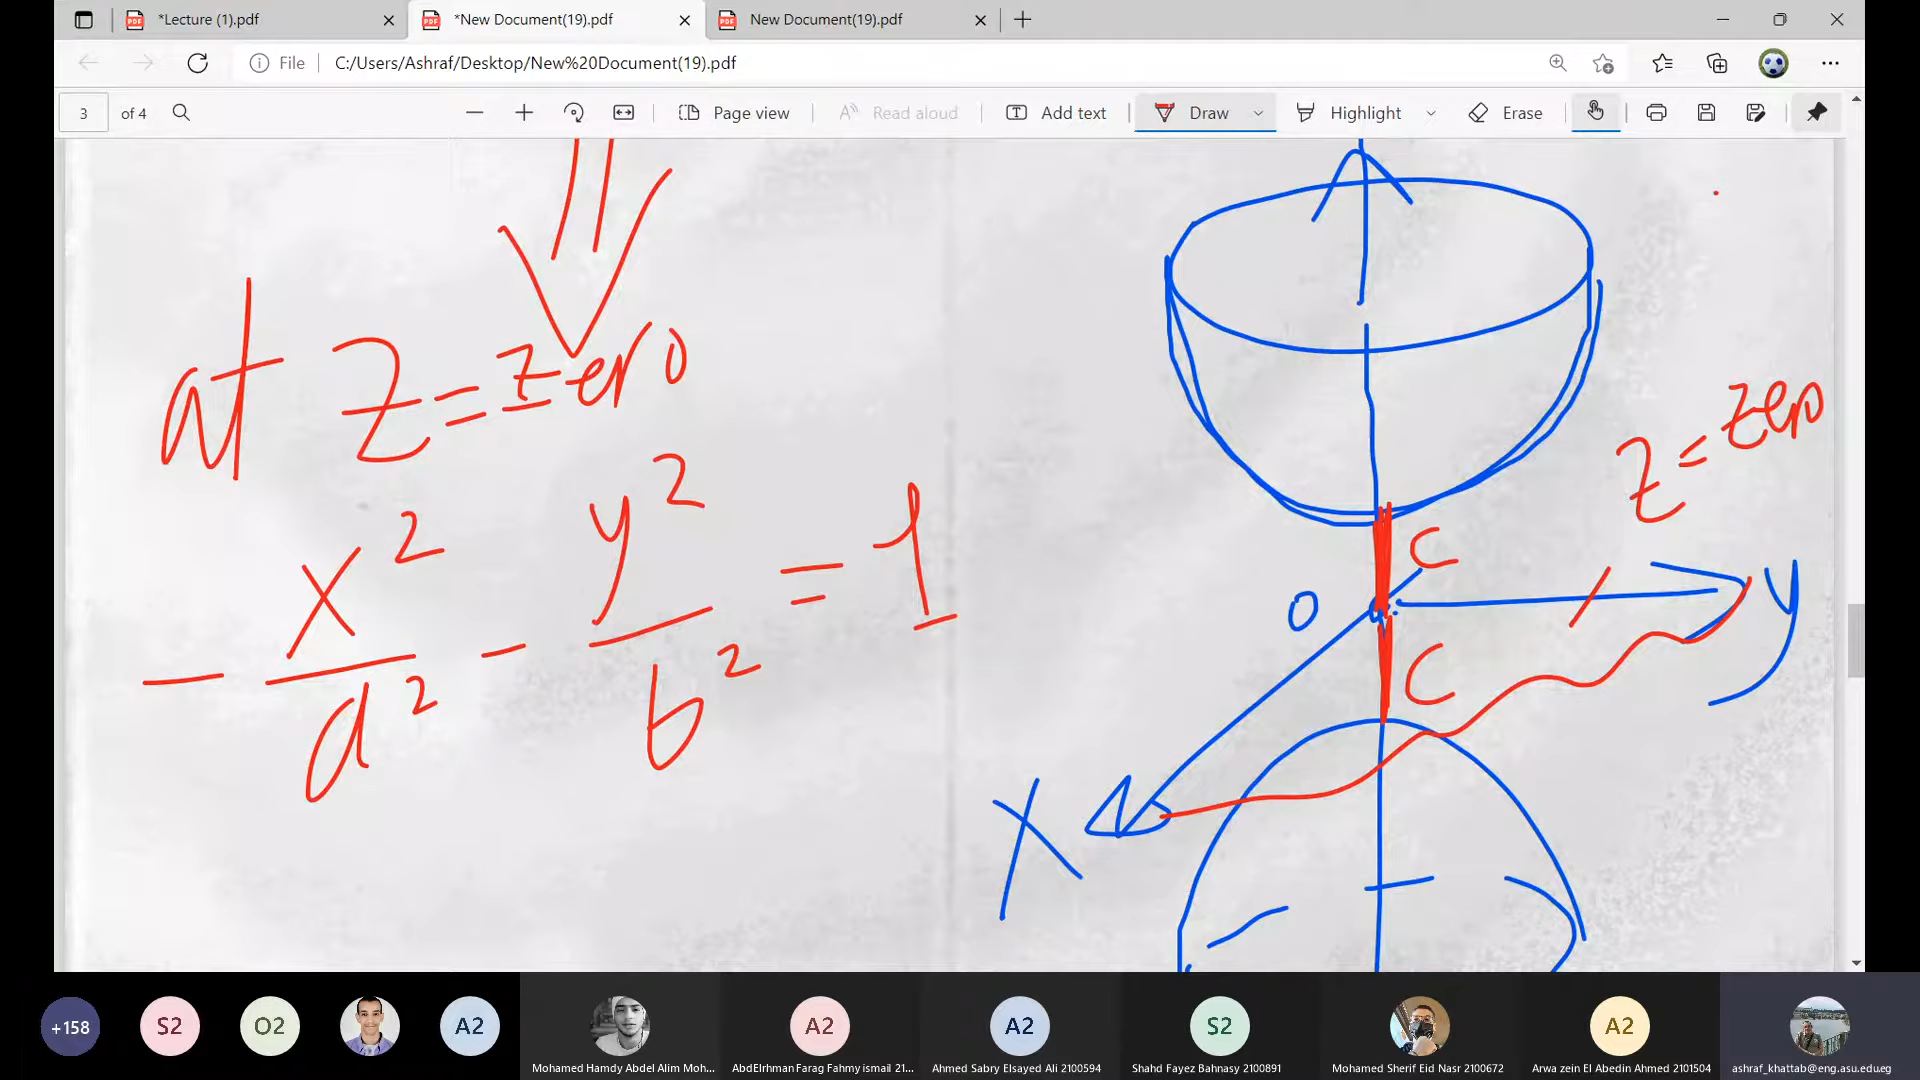 *Lecture (1).pdf
*New Document(19).pdf
New Document(19).pdf
File
C:/Users/Ashraf/Desktop/New%20Document(19).pdf
3 of 4
Page view
Read aloud
Add text
Draw
Highlight
Erase
at Z = zero
- x²/a² - y²/b² = 1
Z = zero
C
O
y
C
X
+158
S2
O2
A2
A2
A2
S2
A2
Mohamed Hamdy Abdel Alim Moh...
AbdElrhman Farag Fahmy ismail 21...
Ahmed Sabry Elsayed Ali 2100594
Shahd Fayez Bahnasy 2100891
Mohamed Sherif Eid Nasr 2100672
Arwa zein El Abedin Ahmed 2101504
ashraf_khattab@eng.asu.edu.eg